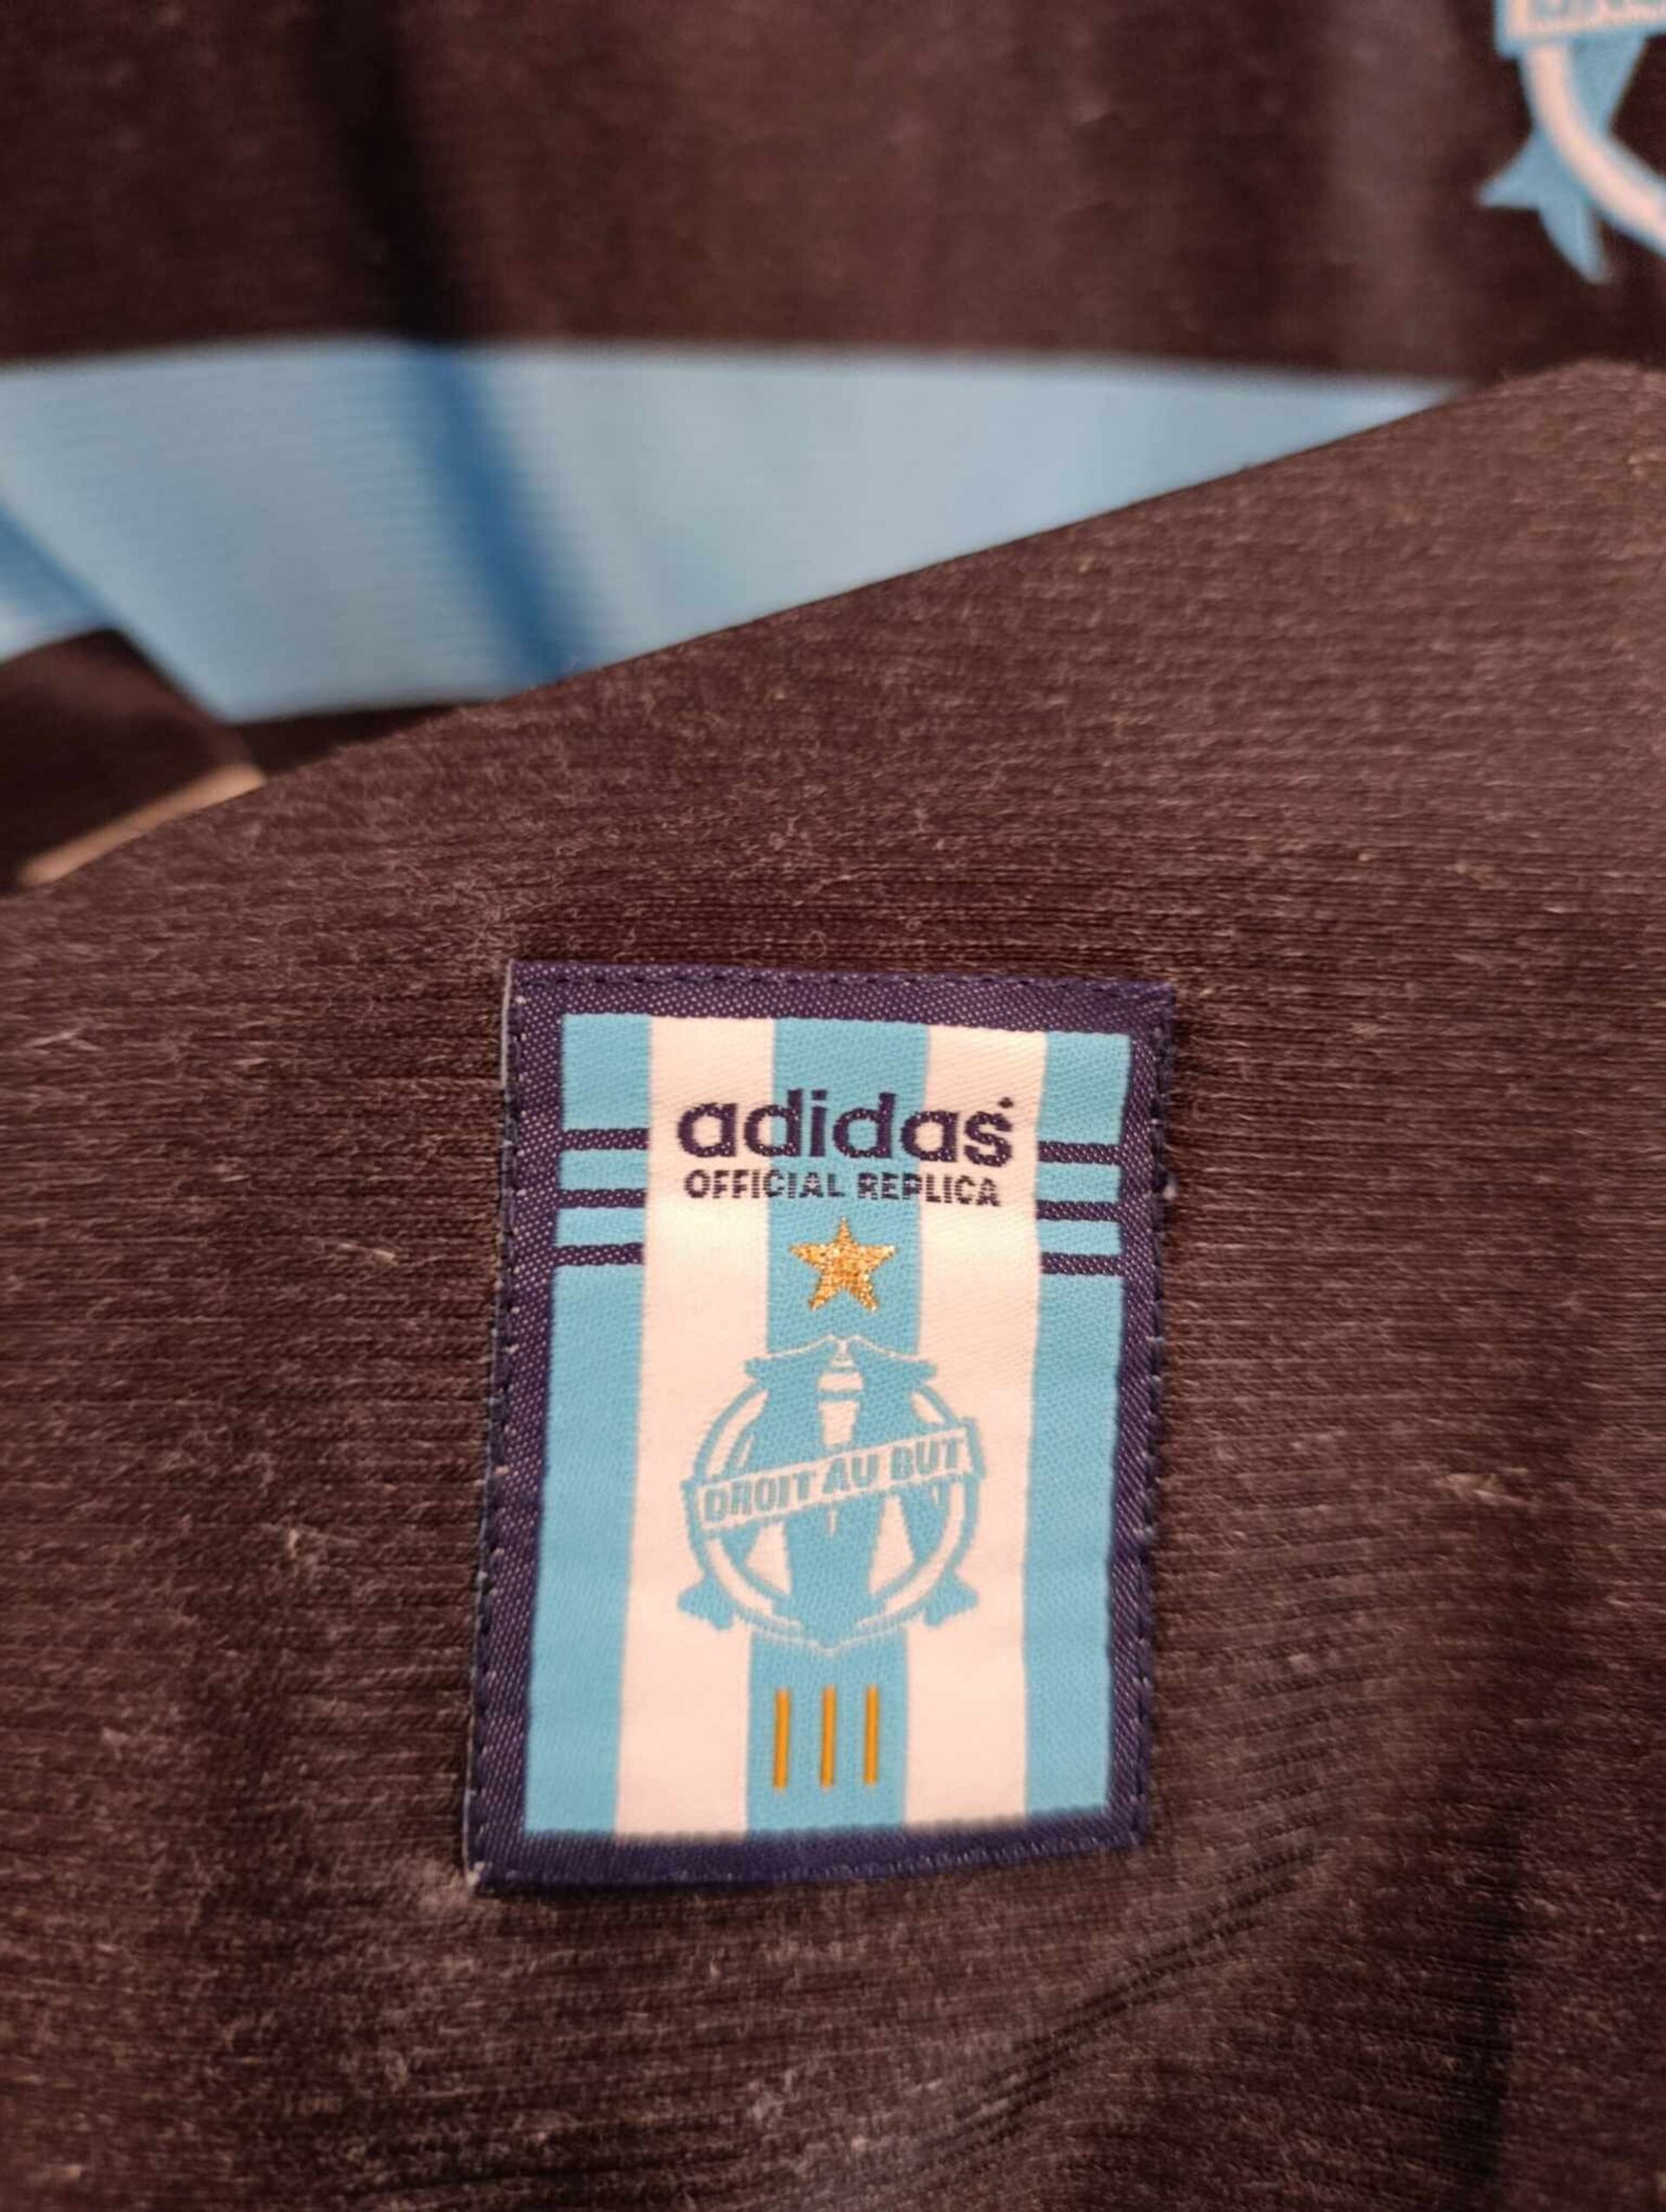 adidas
OFFICIAL REPLICA
DROIT AU BUT